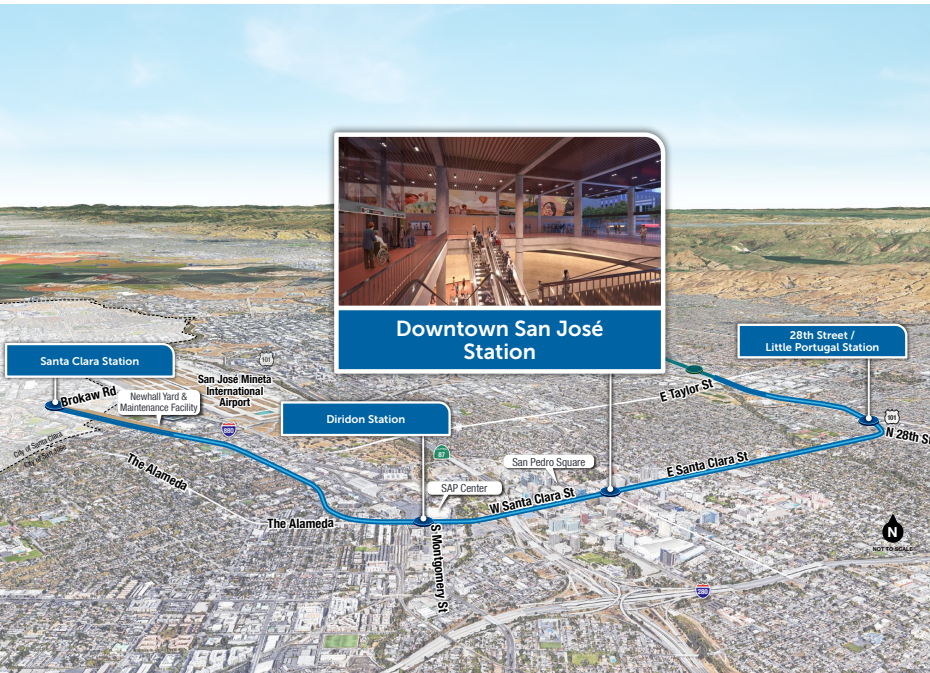 Downtown San José
Station
28th Street /
Little Portugal Station
Santa Clara Station
101
San José Mineta
International
Airport
Brokaw Rd
Newhall Yard &
Maintenance Facility
E Taylor St
Diridon Station
101
880
N 28th St
City of Santa Clara
City of San José
87
San Pedro Square
E Santa Clara St
The Alameda
SAP Center
W Santa Clara St
The Alameda
S Montgomery St
N
NOT TO SCALE
280